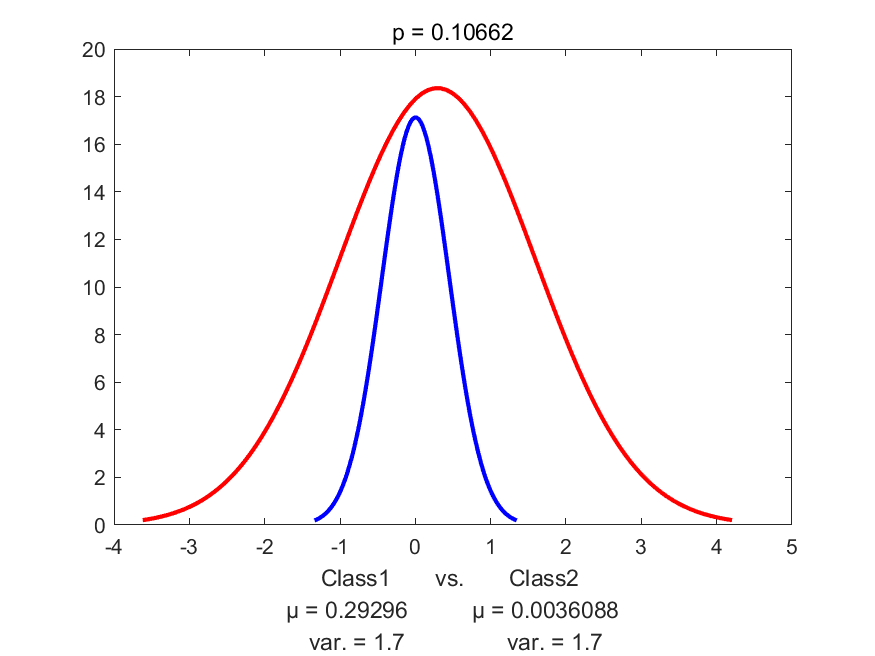 p = 0.10662
20
18
16
14
12
10
8
6
4
2
0
-4 -3 -2 -1 0 1 2 3 4 5
Class1 vs. Class2
μ = 0.29296 μ = 0.0036088
var. = 1.7 var. = 1.7